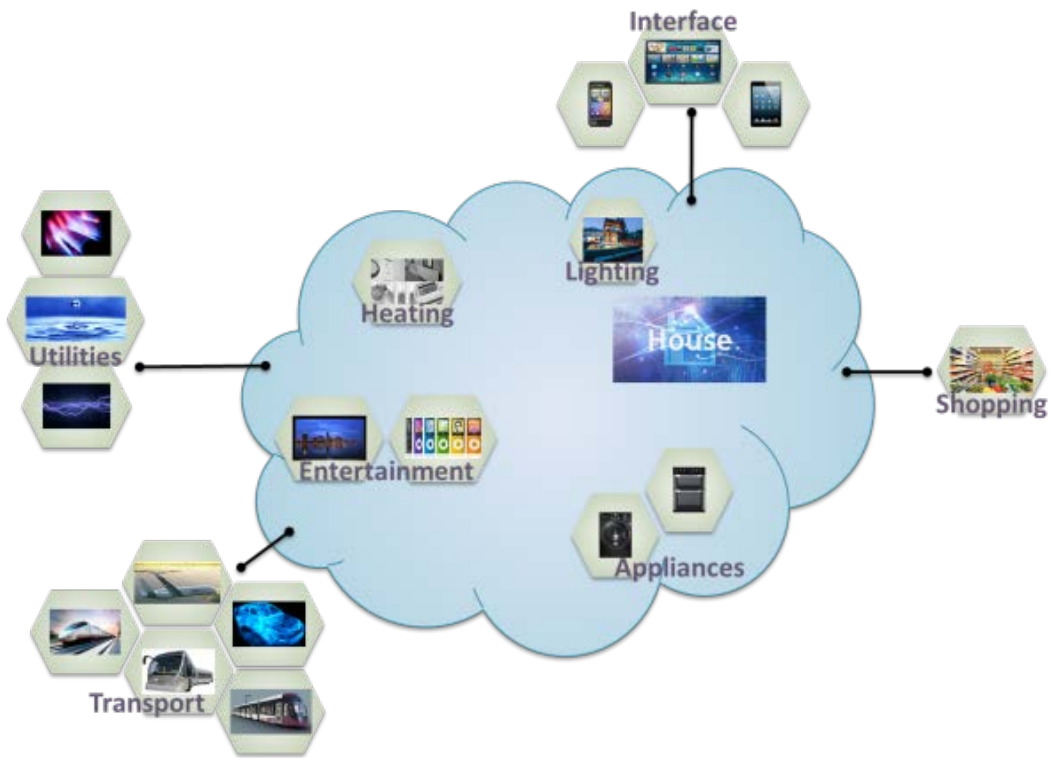 Interface
Lighting
Heating
House
Utilities
Shopping
Entertainment
Appliances
Transport